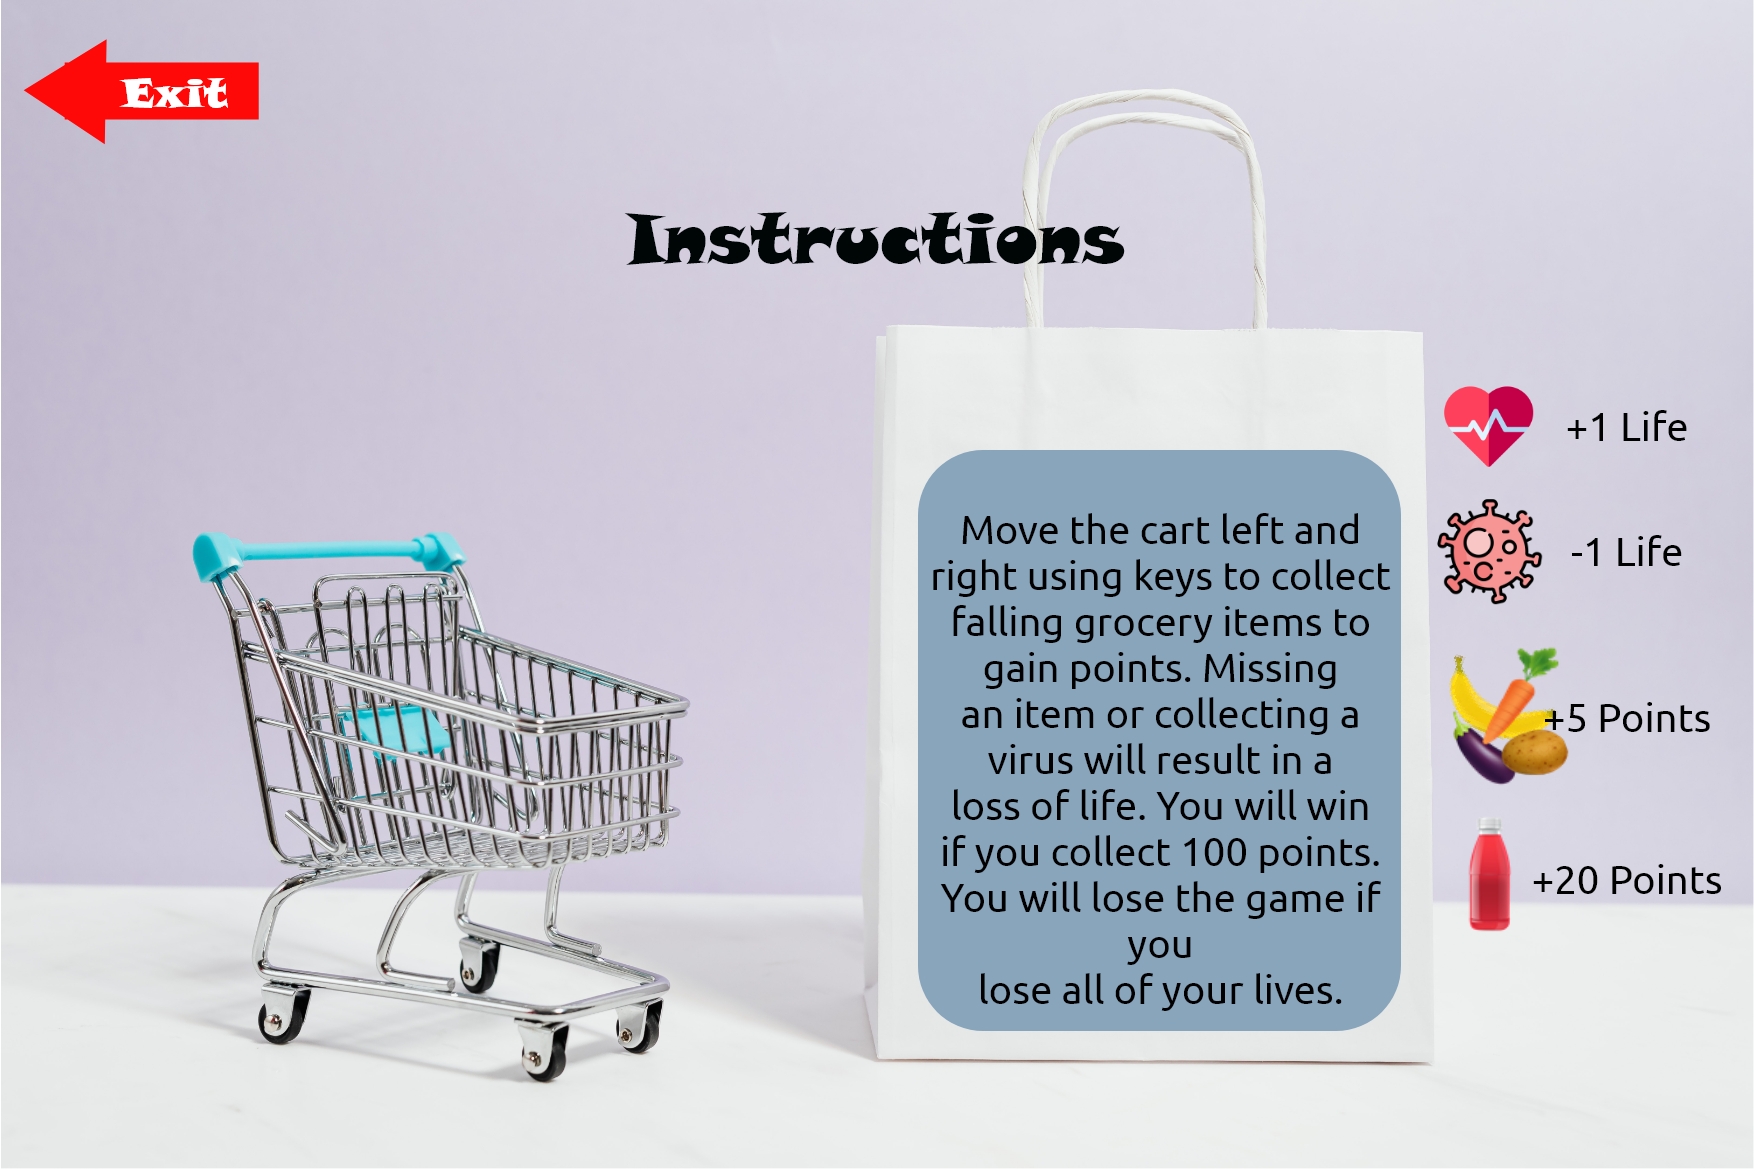 Exit
Instructions
Move the cart left and
right using keys to collect
falling grocery items to
gain points. Missing
an item or collecting a
virus will result in a
loss of life. You will win
if you collect 100 points.
You will lose the game if
you
lose all of your lives.
+1 Life
-1 Life
+5 Points
+20 Points